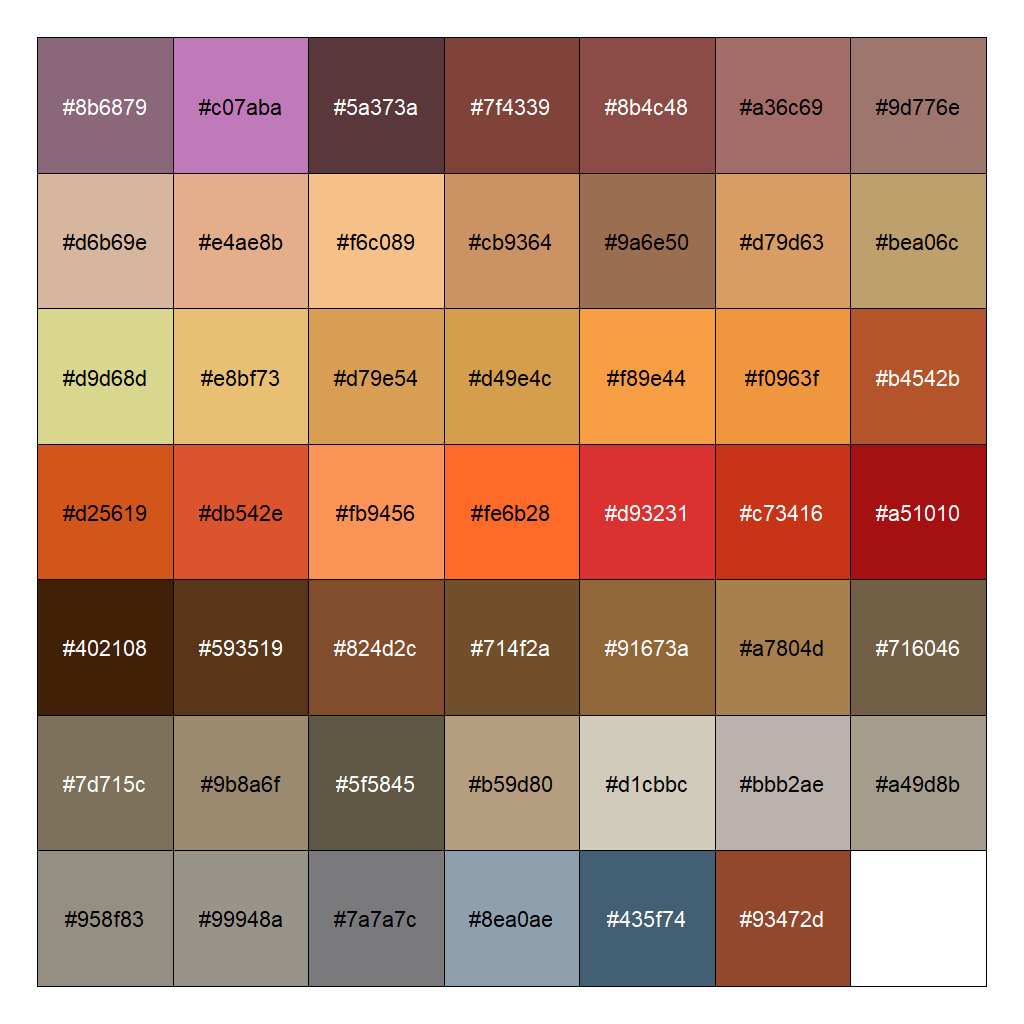 #8b6879 #c07aba #5a373a #7f4339 #8b4c48 #a36c69 #9d776e
#d6b69e #e4ae8b #f6c089 #cb9364 #9a6e50 #d79d63 #bea06c
#d9d68d #e8bf73 #d79e54 #d49e4c #f89e44 #f0963f #b4542b
#d25619 #db542e #fb9456 #fe6b28 #d93231 #c73416 #a51010
#402108 #593519 #824d2c #714f2a #91673a #a7804d #716046
#7d715c #9b8a6f #5f5845 #b59d80 #d1cbbc #bbb2ae #a49d8b
#958f83 #99948a #7a7a7c #8ea0ae #435f74 #93472d